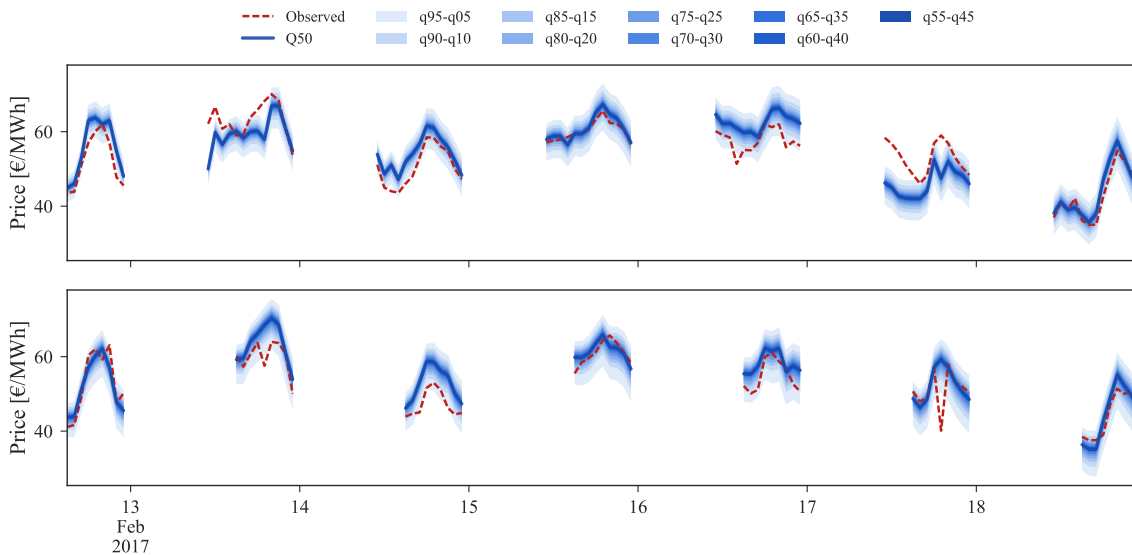 Observed q95-q05 q85-q15 q75-q25 q65-q35 q55-q45
Q50 q90-q10 q80-q20 q70-q30 q60-q40
Price [€/MWh]
60
40
Price [€/MWh]
60
40
13 14 15 16 17 18
Feb
2017